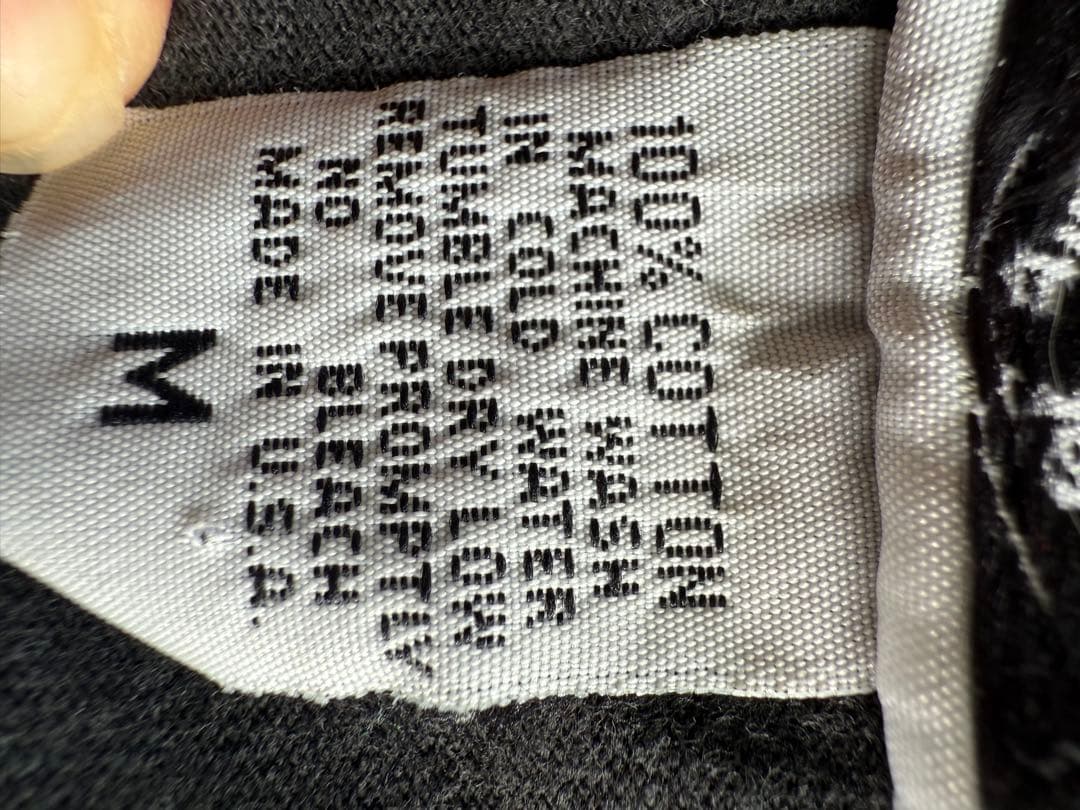 100% COTTON
MACHINE WASH
IN COLD WATER
TUMBLE DRY LOW
REMOVE PROMPTLY
NO BLEACH
MADE IN U.S.A.
M